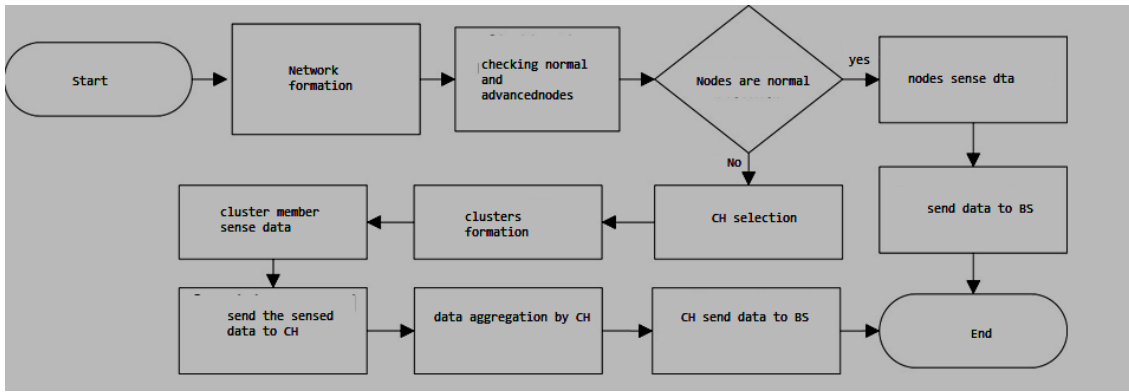 Start
Network
formation
checking normal
and
advancednodes
Nodes are normal
yes
nodes sense dta
No
send data to BS
cluster member
sense data
clusters
formation
CH selection
send the sensed
data to CH
data aggregation by CH
CH send data to BS
End